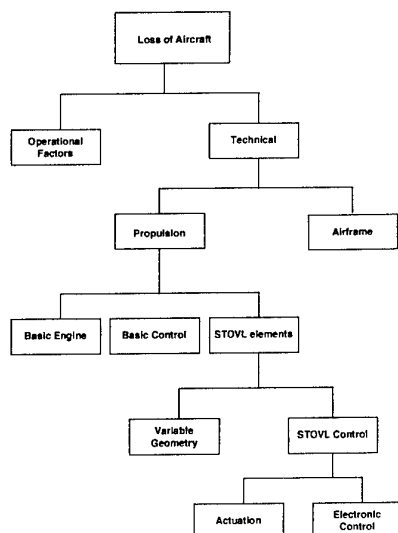 Loss of Aircraft
Operational
Factors
Technical
Propulsion
Airframe
Basic Engine
Basic Control
STOVL elements
Variable
Geometry
STOVL Control
Actuation
Electronic
Control